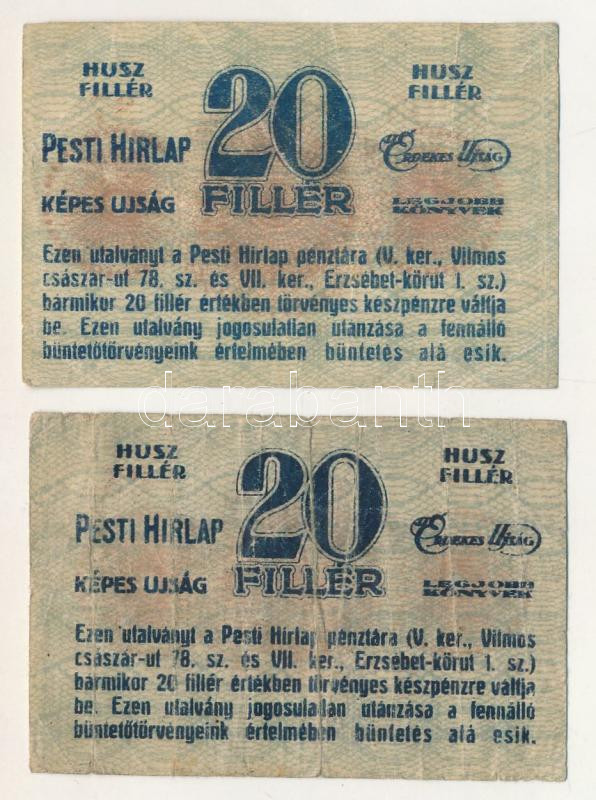 HUSZ
FILLÉR
20
FILLÉR
HUSZ
FILLÉR
PESTI HIRLAP
AZ ÉRDEKES UJSÁG
KÉPES UJSÁG
LEGJOBB
KÖNYVEK
Ezen utalványt a Pesti Hirlap pénztára (V. ker., Vilmos
császár-ut 78. sz. és VII. ker., Erzsébet-körut 1. sz.)
bármikor 20 fillér értékben törvényes készpénzre váltja
be. Ezen utalvány jogosulatlan utánzása a fennálló
büntetőtörvényeink értelmében büntetés alá esik.
darabanth
HUSZ
FILLÉR
20
FILLÉR
HUSZ
FILLÉR
PESTI HIRLAP
AZ ÉRDEKES UJSÁG
KÉPES UJSÁG
LEGJOBB
KÖNYVEK
Ezen utalványt a Pesti Hirlap pénztára (V. ker., Vilmos
császár-ut 78. sz. és VII. ker., Erzsébet-körut 1. sz.)
bármikor 20 fillér értékben törvényes készpénzre váltja
be. Ezen utalvány jogosulatlan utánzása a fennálló
büntetőtörvényeink értelmében büntetés alá esik.